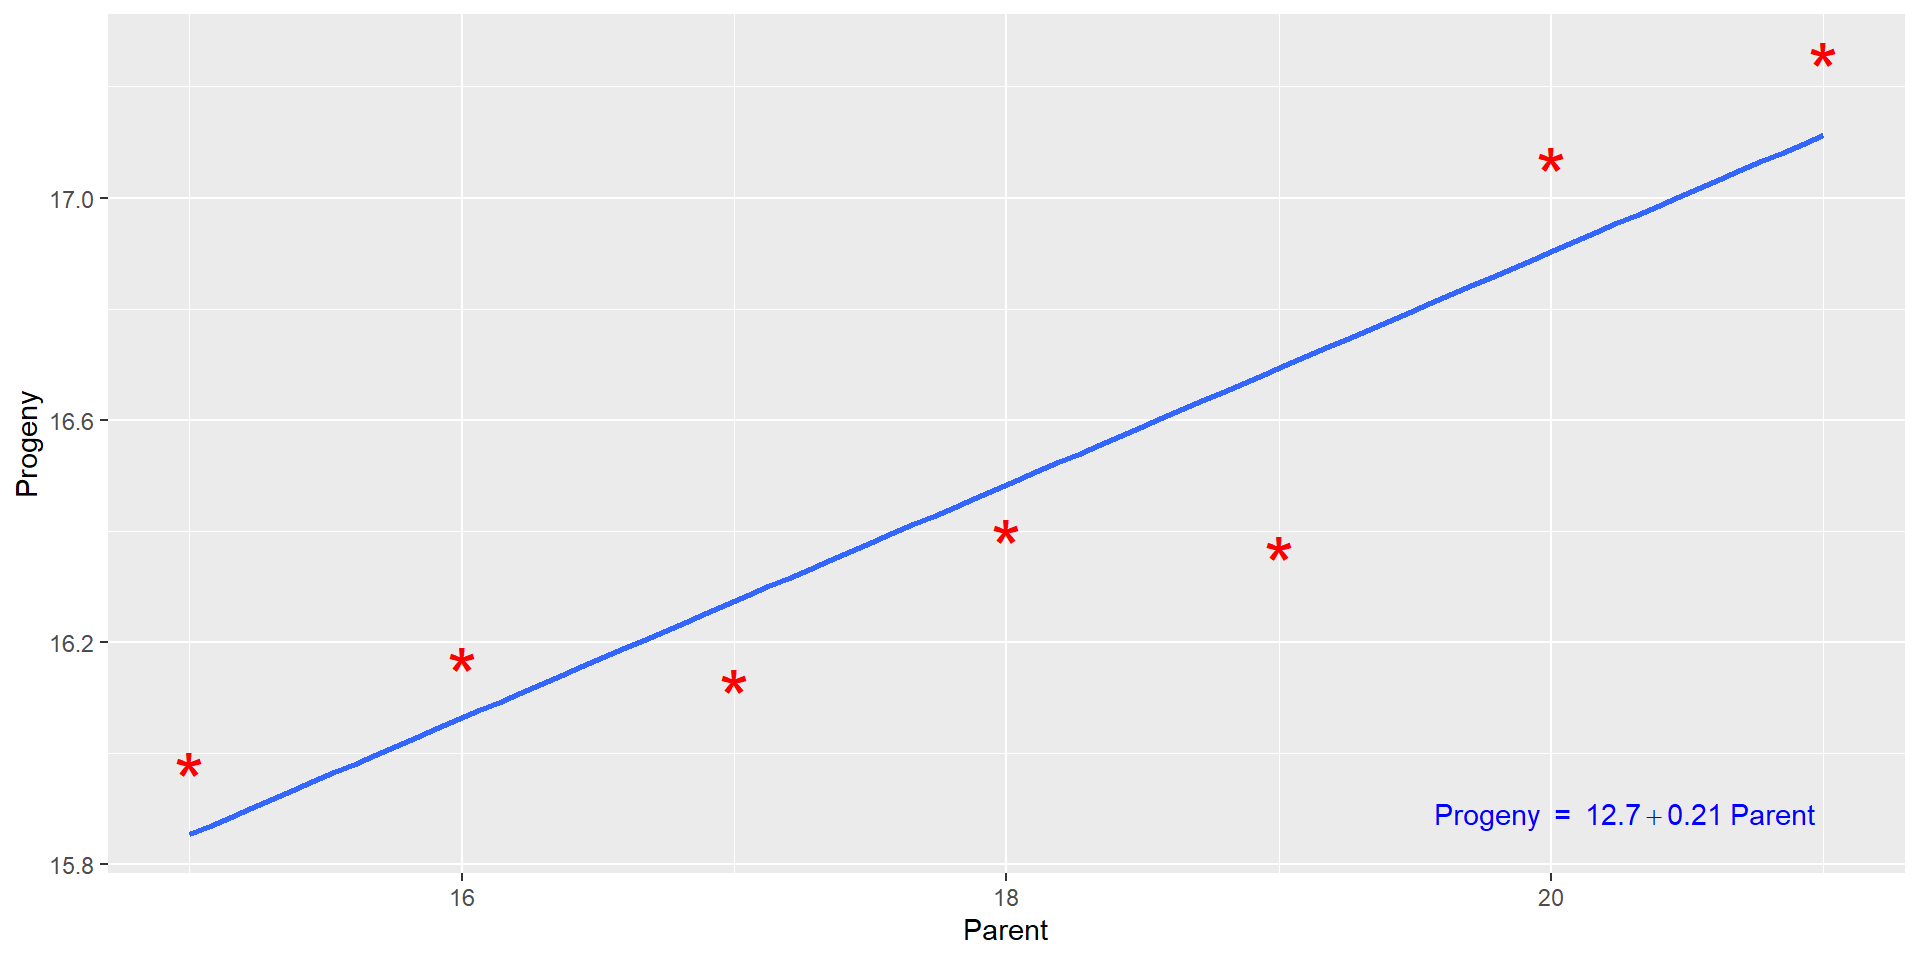 17.0
16.6
16.2
15.8
Progeny
Progeny = 12.7 + 0.21 Parent
16 18 20
Parent